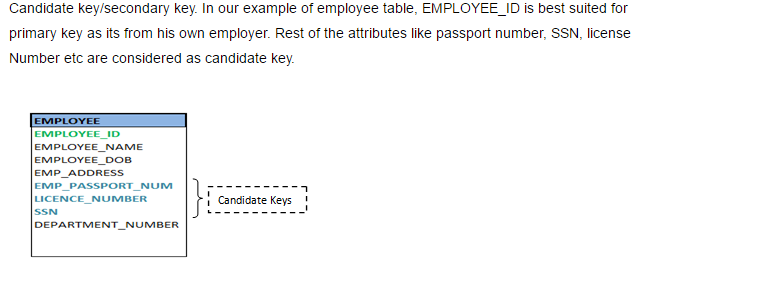 Candidate key/secondary key. In our example of employee table, EMPLOYEE_ID is best suited for
primary key as its from his own employer. Rest of the attributes like passport number, SSN, license
Number etc are considered as candidate key.
EMPLOYEE
EMPLOYEE_ID
EMPLOYEE_NAME
EMPLOYEE_DOB
EMP_ADDRESS
EMP_PASSPORT_NUM
LICENCE_NUMBER
SSN
DEPARTMENT_NUMBER
Candidate Keys